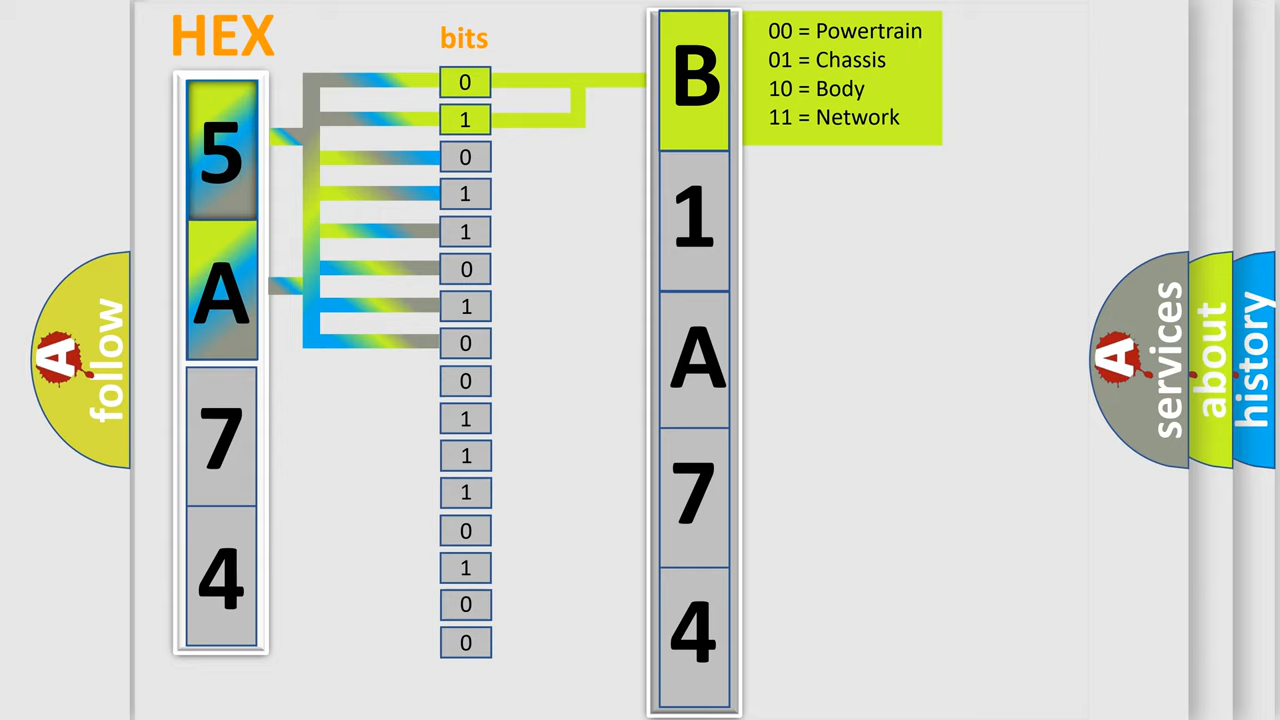 HEX
bits
5
A
7
4
0
1
0
1
1
0
1
0
0
1
1
1
0
1
0
0
B
1
A
7
4
00 = Powertrain
01 = Chassis
10 = Body
11 = Network
A
follow
A
services
about
history